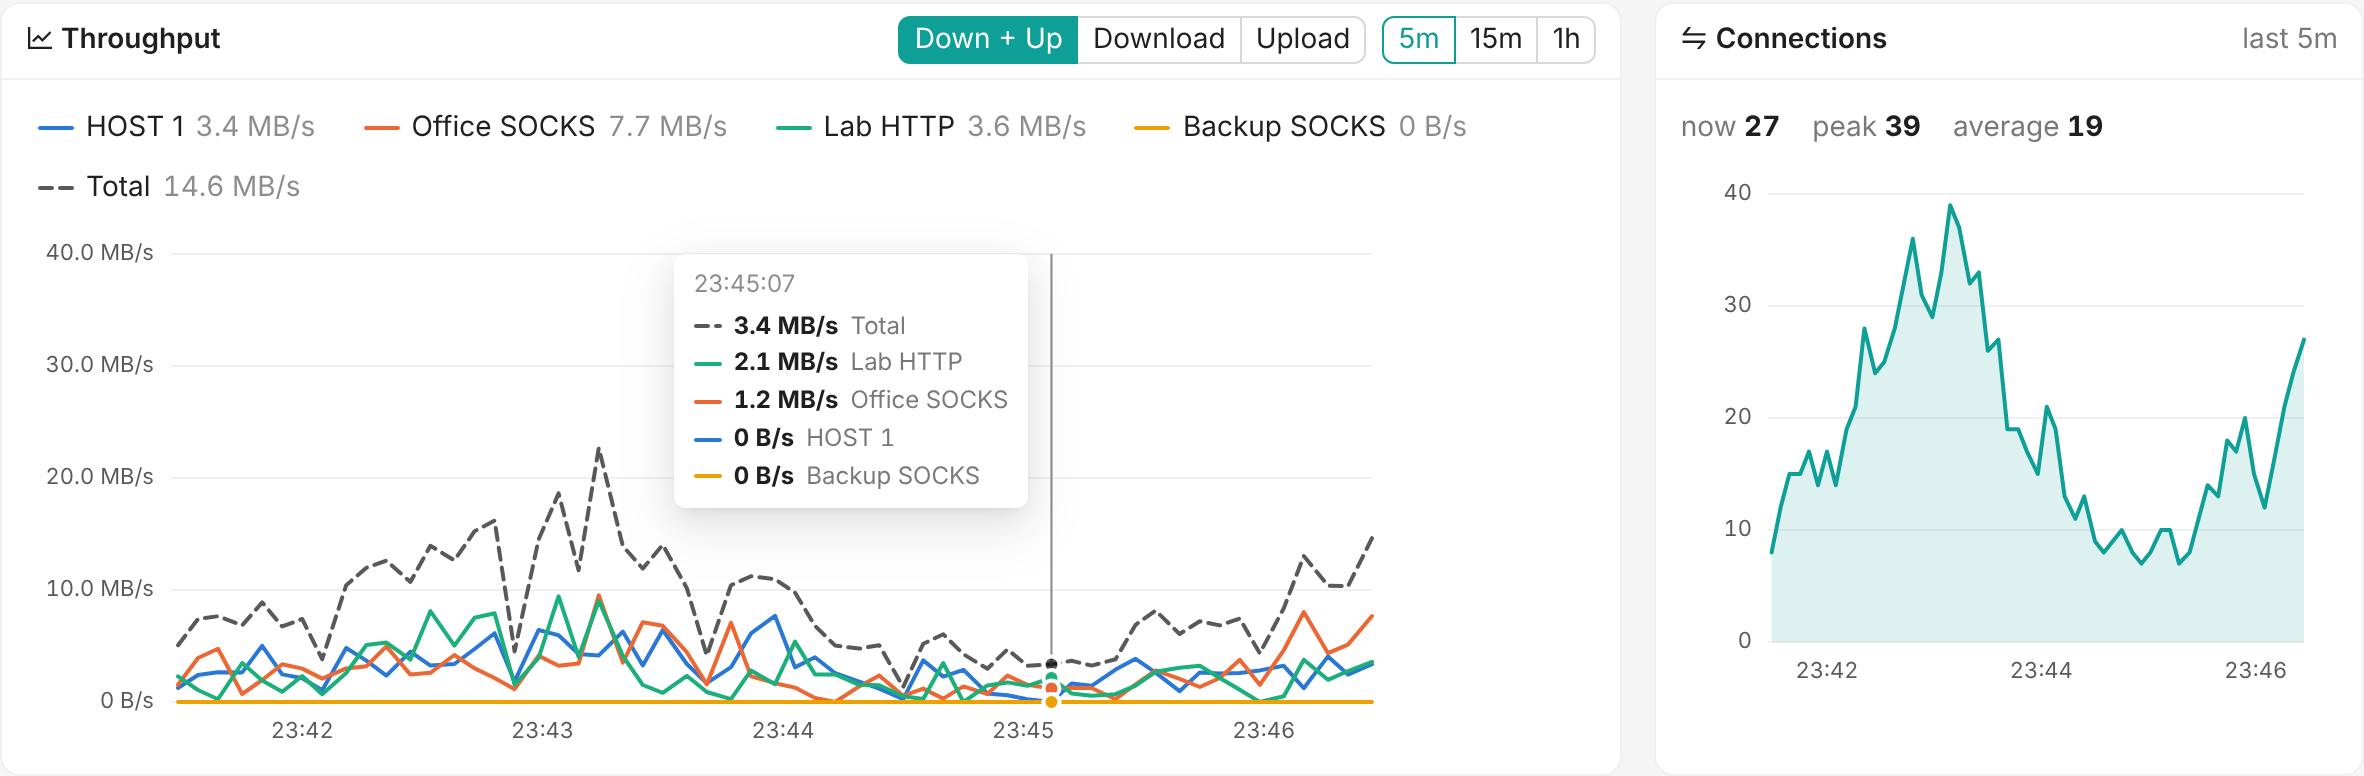 Throughput
Down + Up Download Upload 5m 15m 1h
HOST 1 3.4 MB/s Office SOCKS 7.7 MB/s Lab HTTP 3.6 MB/s Backup SOCKS 0 B/s
Total 14.6 MB/s
40.0 MB/s
30.0 MB/s
20.0 MB/s
10.0 MB/s
0 B/s
23:45:07
3.4 MB/s Total
2.1 MB/s Lab HTTP
1.2 MB/s Office SOCKS
0 B/s HOST 1
0 B/s Backup SOCKS
23:42 23:43 23:44 23:45 23:46
Connections
last 5m
now 27 peak 39 average 19
40
30
20
10
0
23:42 23:44 23:46